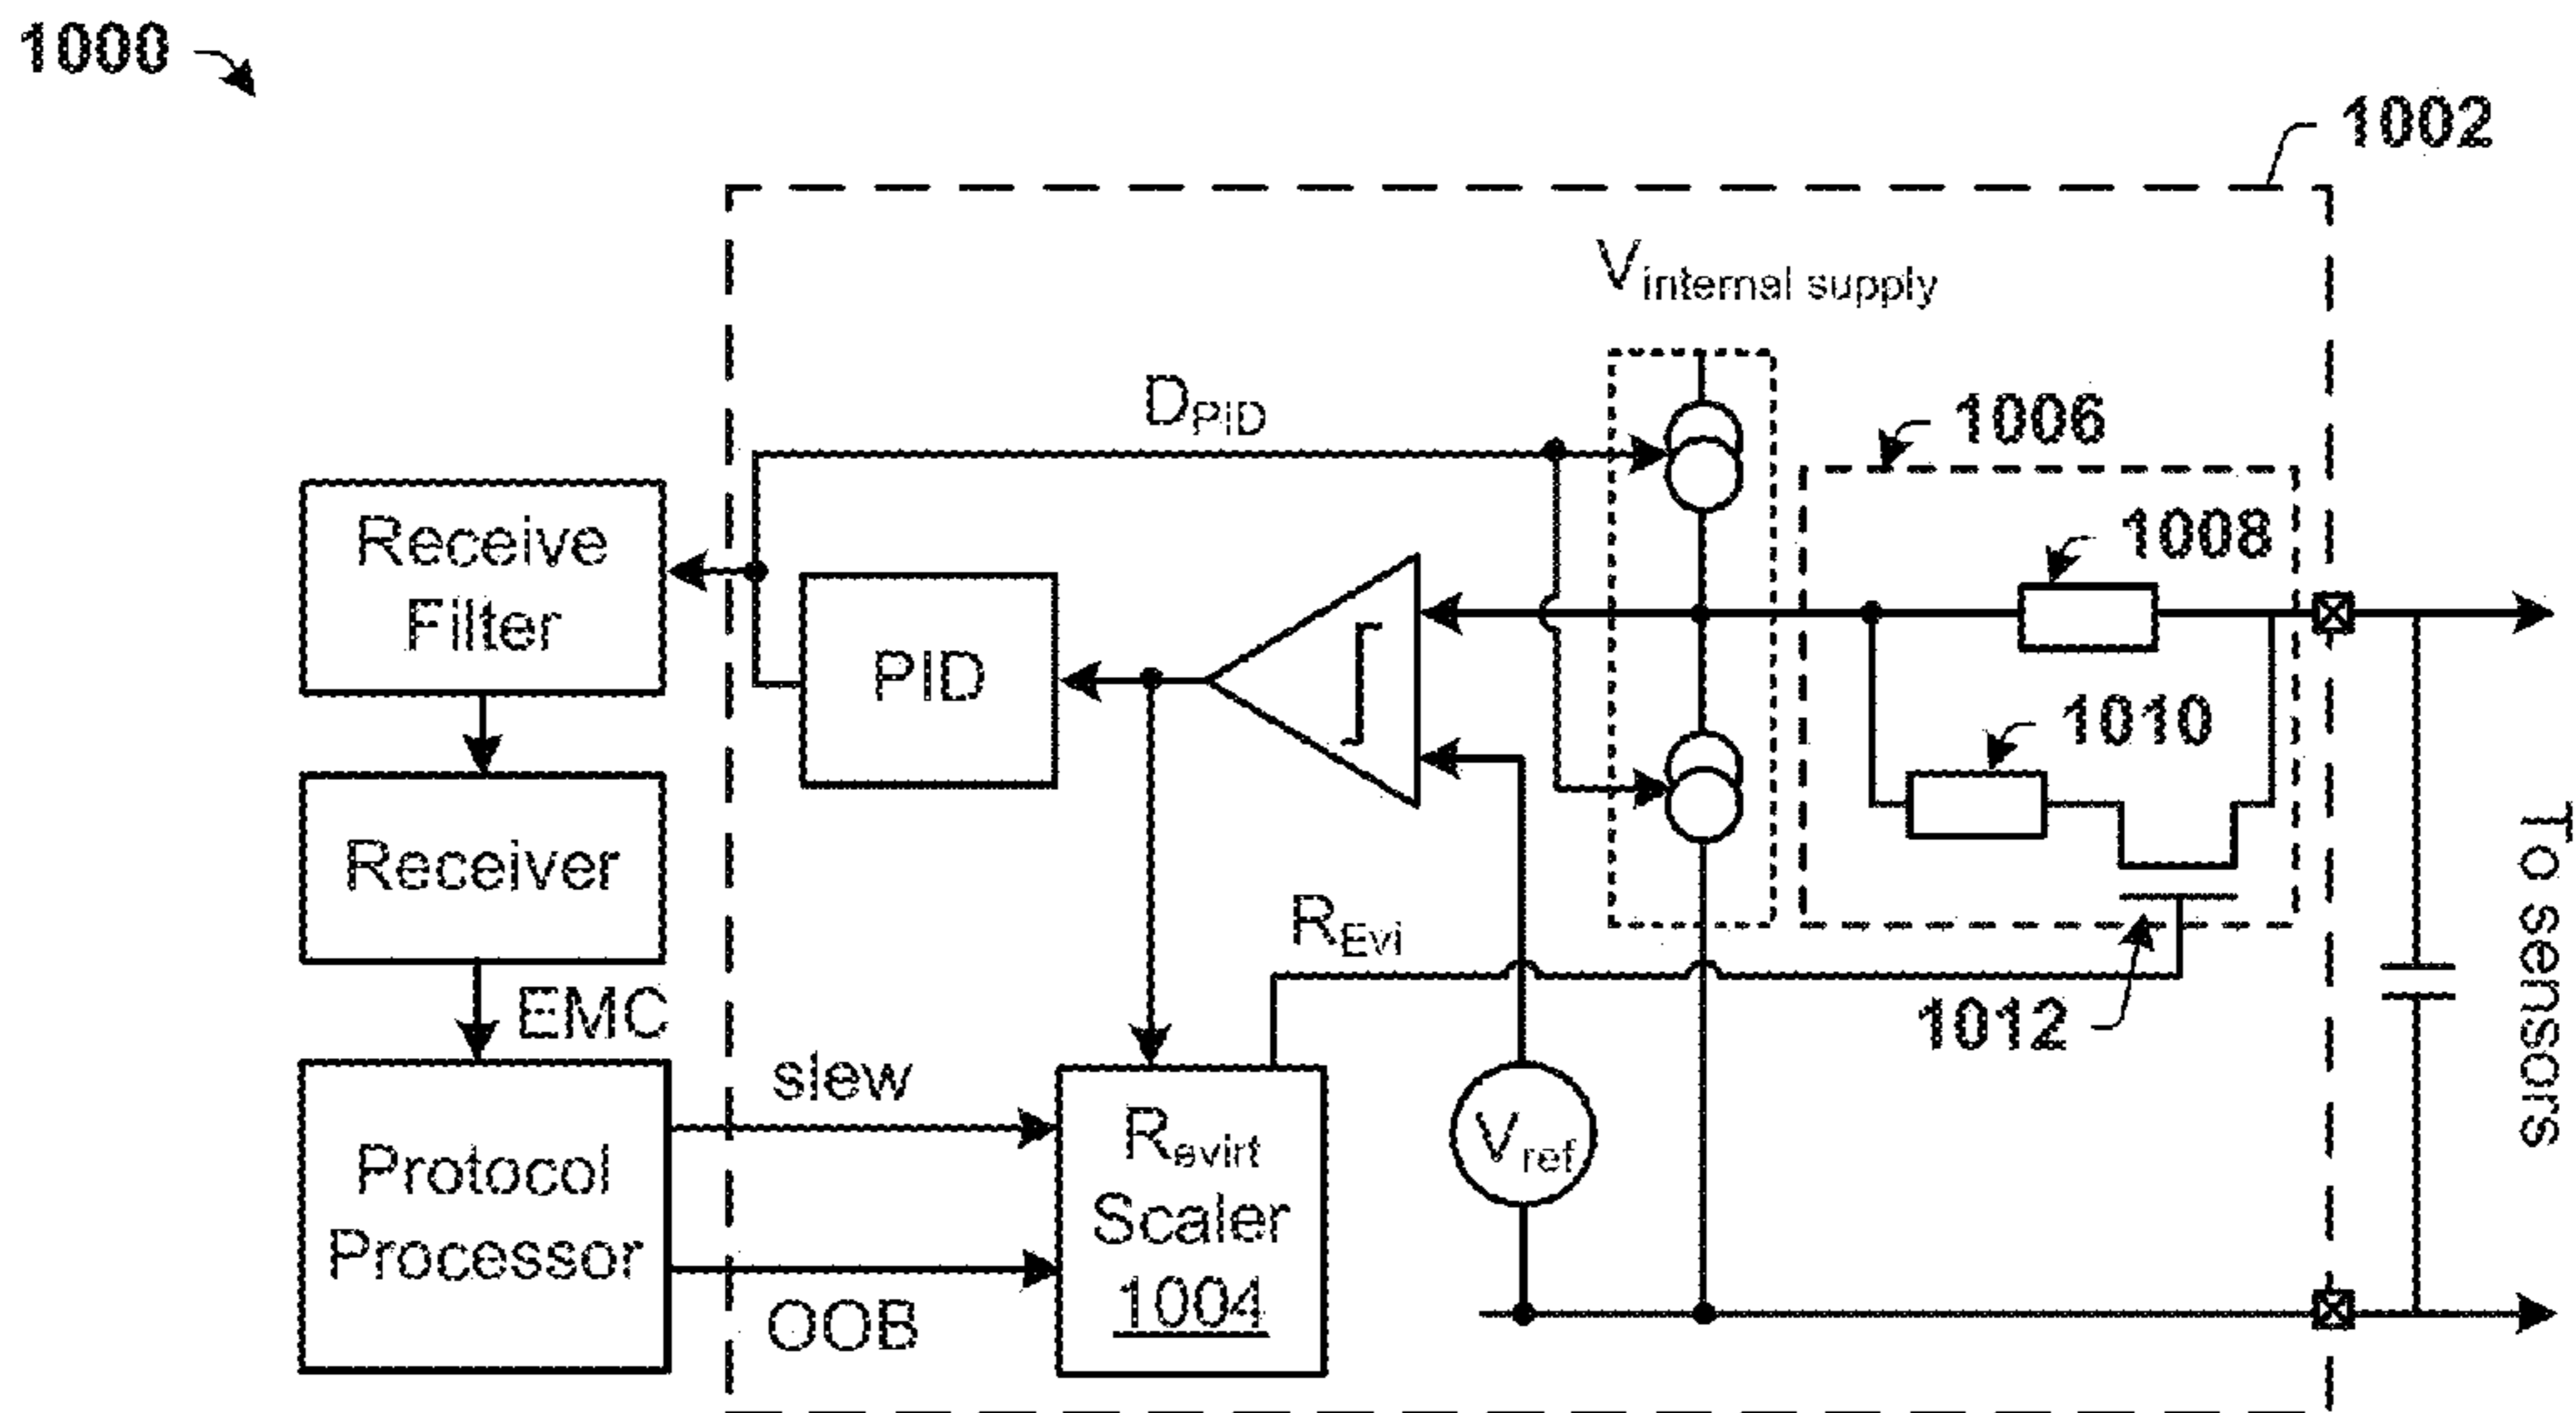 1000
1002
Vinternal supply
DPID
1006
Receive
Filter
1008
PID
1010
Receiver
REvi
EMC
1012
slew
Protocol
Processor
Revirt
Scaler
1004
Vref
OOB
To sensors